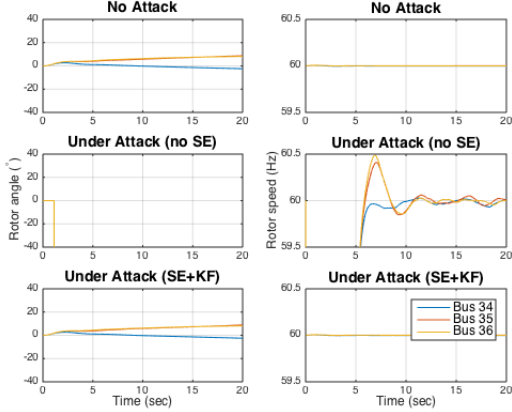 No Attack
No Attack
40
20
0
-20
-40
0 5 10 15 20
60.5
60
59.5
0 5 10 15 20
Under Attack (no SE)
Under Attack (no SE)
Rotor angle (°)
40
20
0
-20
-40
0 5 10 15 20
Rotor speed (Hz)
60.5
60
59.5
0 5 10 15 20
Under Attack (SE+KF)
Under Attack (SE+KF)
40
20
0
-20
-40
0 5 10 15 20
Time (sec)
60.5
60
59.5
0 5 10 15 20
Time (sec)
Bus 34
Bus 35
Bus 36